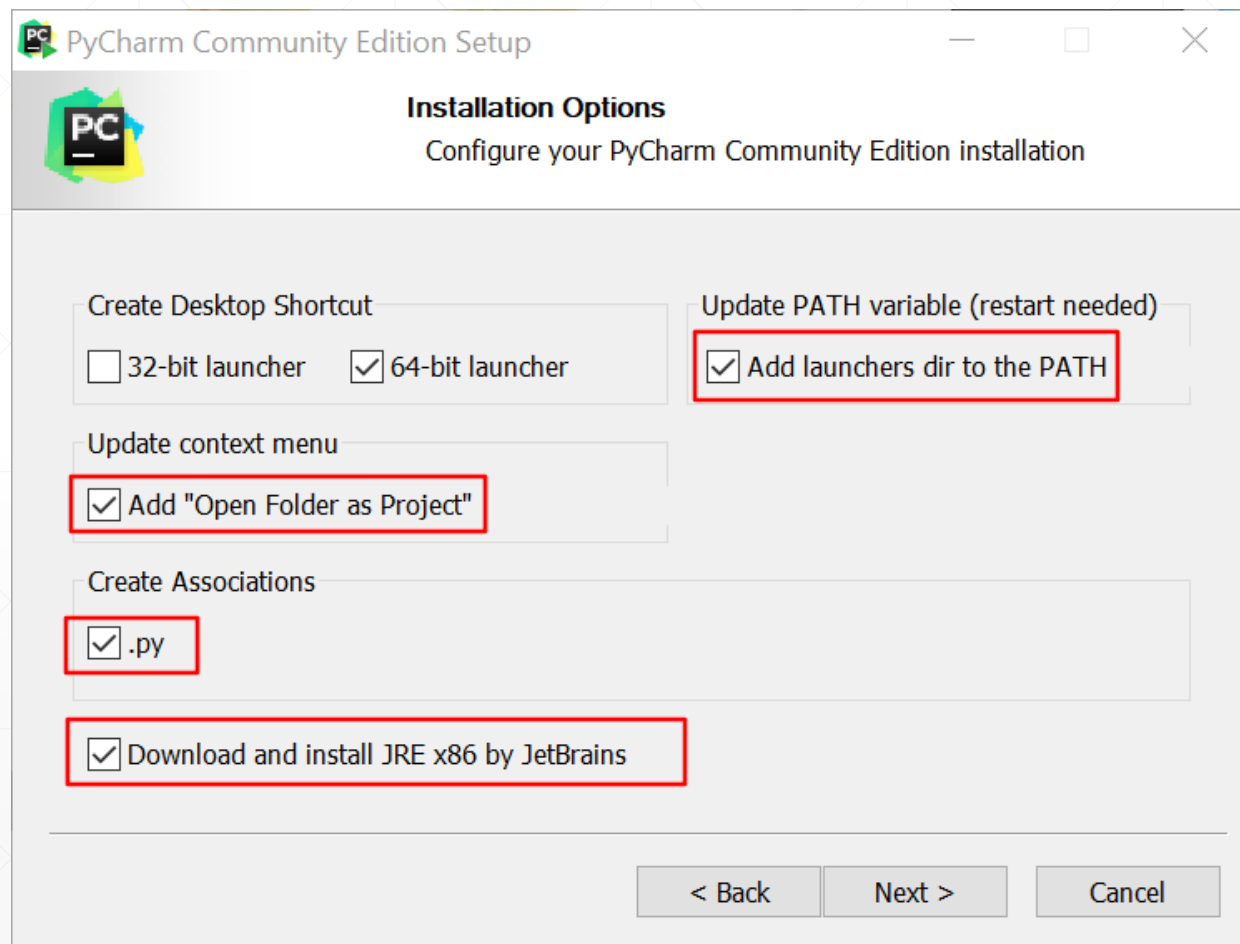 PyCharm Community Edition Setup
PC
Installation Options
Configure your PyCharm Community Edition installation
Create Desktop Shortcut
Update PATH variable (restart needed)
32-bit launcher 64-bit launcher
Add launchers dir to the PATH
Update context menu
Add "Open Folder as Project"
Create Associations
.py
Download and install JRE x86 by JetBrains
< Back Next > Cancel